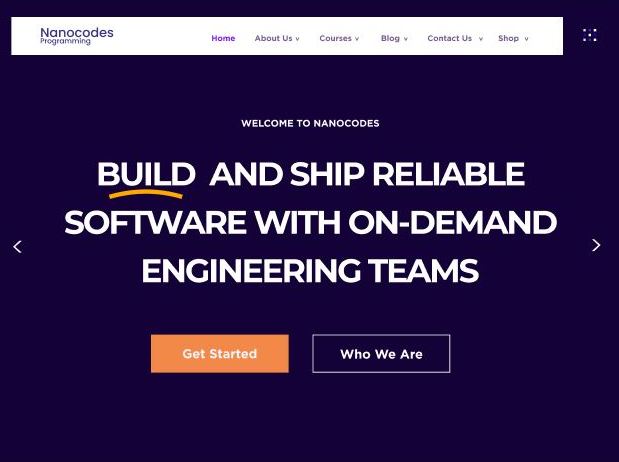 Nanocodes
Programming
Home About Us Courses Blog Contact Us Shop
WELCOME TO NANOCODES
BUILD AND SHIP RELIABLE
SOFTWARE WITH ON-DEMAND
ENGINEERING TEAMS
Get Started Who We Are